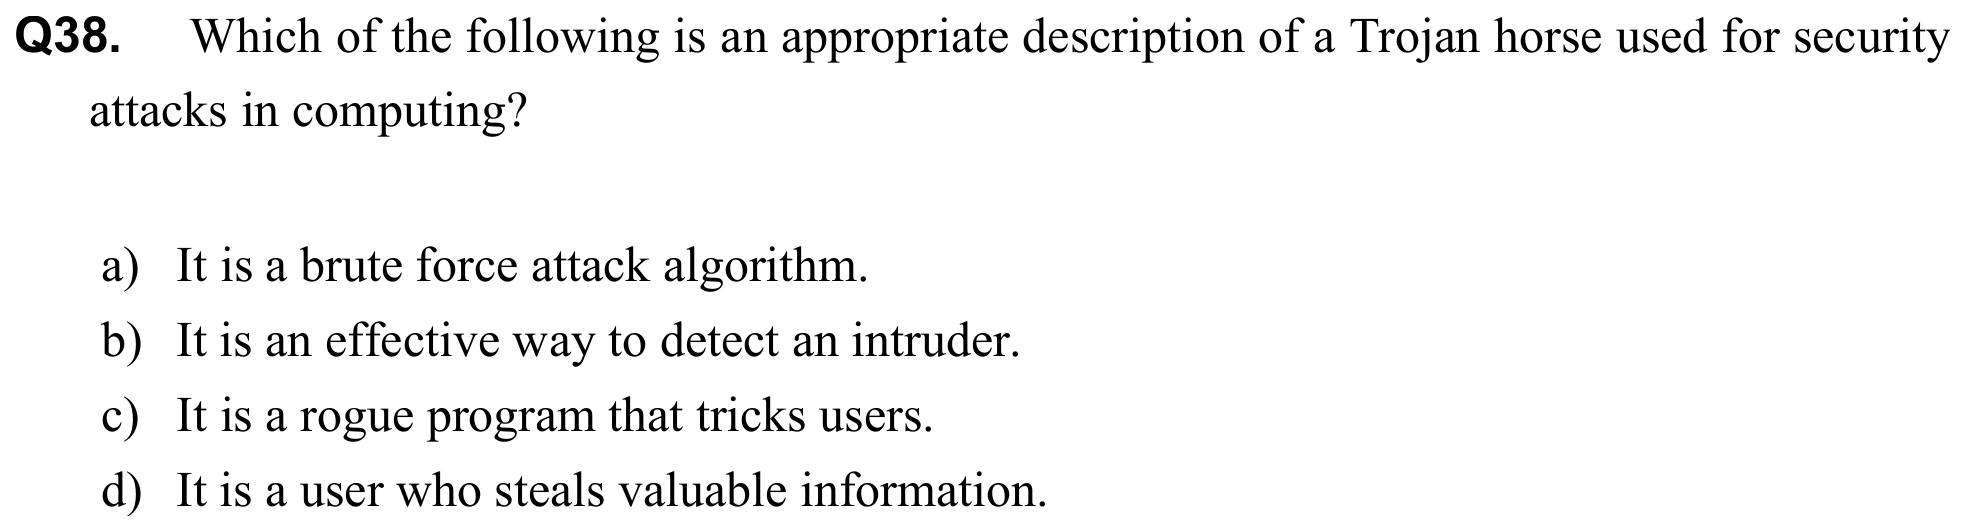 Q38. Which of the following is an appropriate description of a Trojan horse used for security
attacks in computing?
a) It is a brute force attack algorithm.
b) It is an effective way to detect an intruder.
c) It is a rogue program that tricks users.
d) It is a user who steals valuable information.